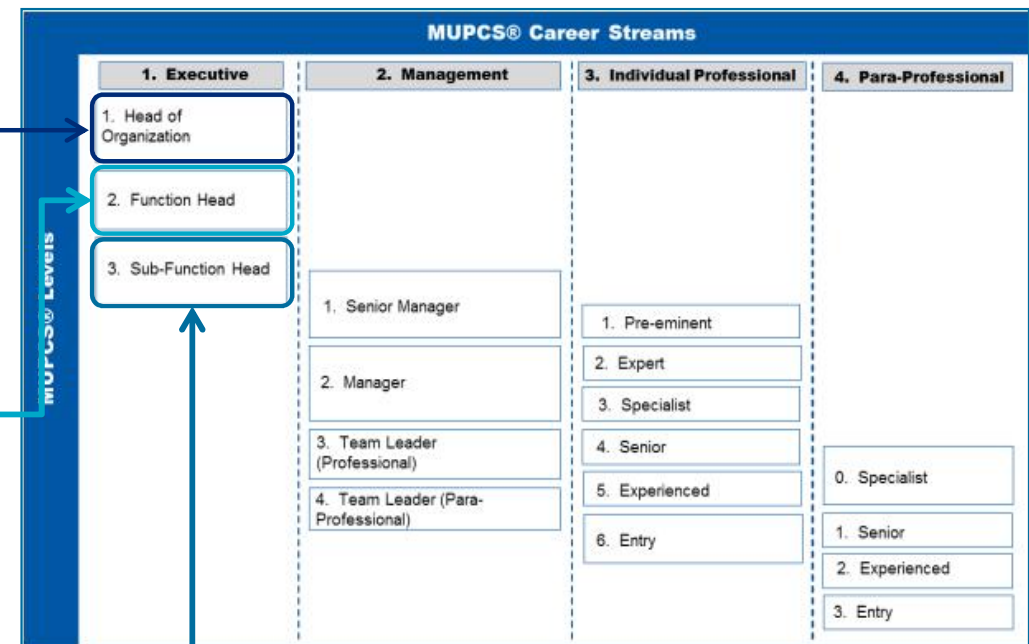 MUPCS® Career Streams
MUPCS® Levels
1. Executive
1. Head of
Organization
2. Function Head
3. Sub-Function Head
2. Management
1. Senior Manager
2. Manager
3. Team Leader
(Professional)
4. Team Leader (Para-
Professional)
3. Individual Professional
1. Pre-eminent
2. Expert
3. Specialist
4. Senior
5. Experienced
6. Entry
4. Para-Professional
0. Specialist
1. Senior
2. Experienced
3. Entry